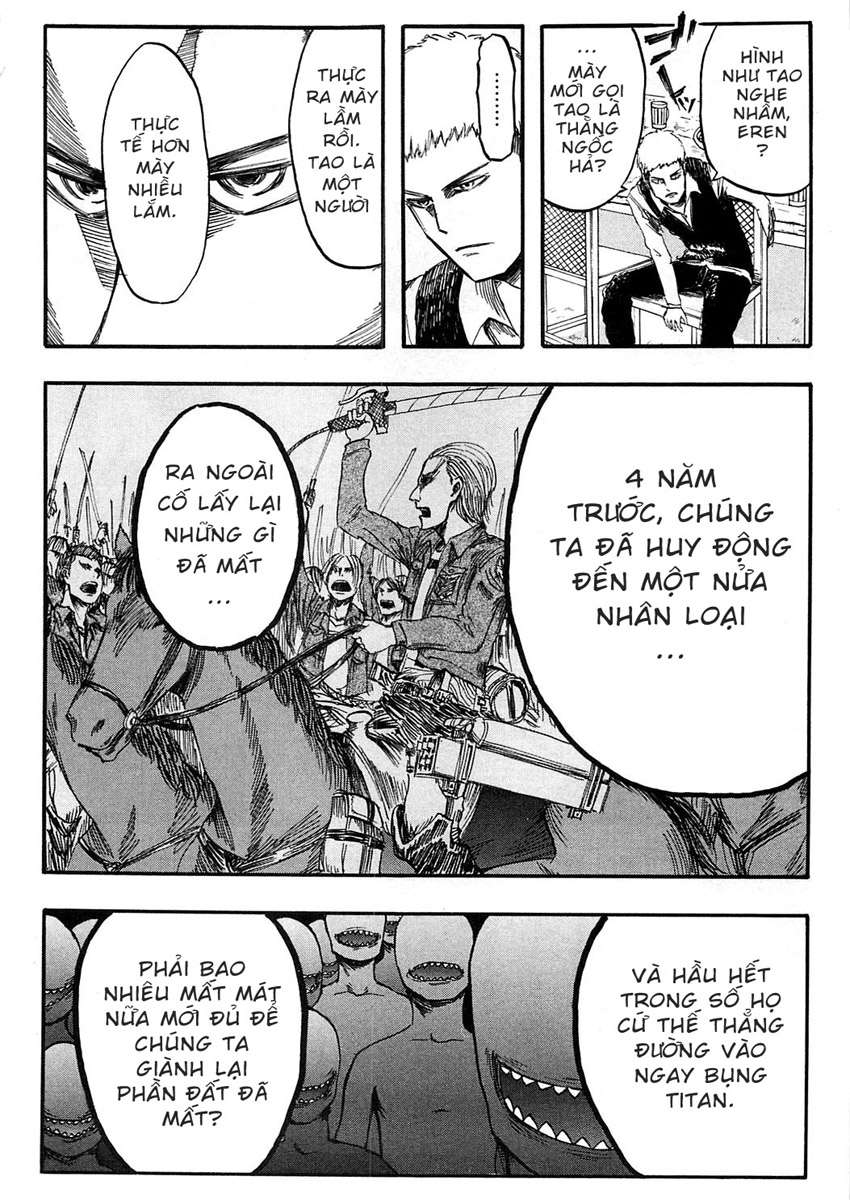 HÌNH
NHƯ TAO
NGHE
NHẦM,
EREN
?
...
MÀY
MỚI GỌI
TAO LÀ
THẰNG
NGỐC
HẢ?
.........
THỰC
RA MÀY
LẦM
RỒI.
TAO LÀ
MỘT
NGƯỜI
THỰC
TẾ HƠN
MÀY
NHIỀU
LẮM.
4 NĂM
TRƯỚC, CHÚNG
TA ĐÃ HUY ĐỘNG
ĐẾN MỘT NỬA
NHÂN LOẠI
...
RA NGOÀI
CỐ LẤY LẠI
NHỮNG GÌ
ĐÃ MẤT
...
VÀ HẦU HẾT
TRONG SỐ HỌ
CỨ THẾ THẲNG
ĐƯỜNG VÀO
NGAY BỤNG
TITAN.
PHẢI BAO
NHIÊU MẤT MÁT
NỮA MỚI ĐỦ ĐỂ
CHÚNG TA
GIÀNH LẠI
PHẦN ĐẤT ĐÃ
MẤT?